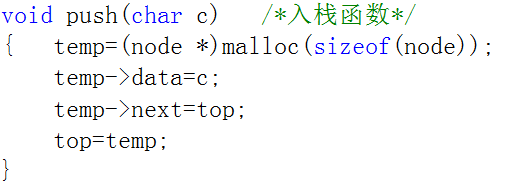 void push(char c)   /*入栈函数*/
{   temp=(node *)malloc(sizeof(node));
    temp->data=c;
    temp->next=top;
    top=temp;
}